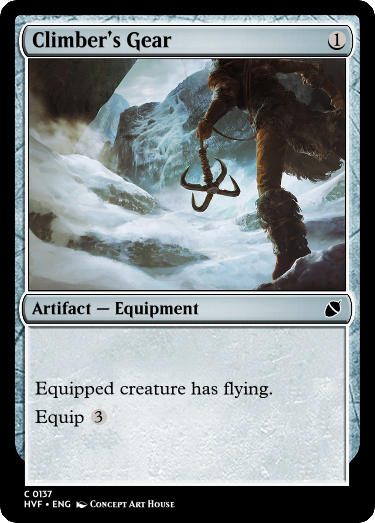 Climber's Gear 1
Artifact — Equipment
Equipped creature has flying.
Equip 3
C 0137
HVF • ENG Concept Art House